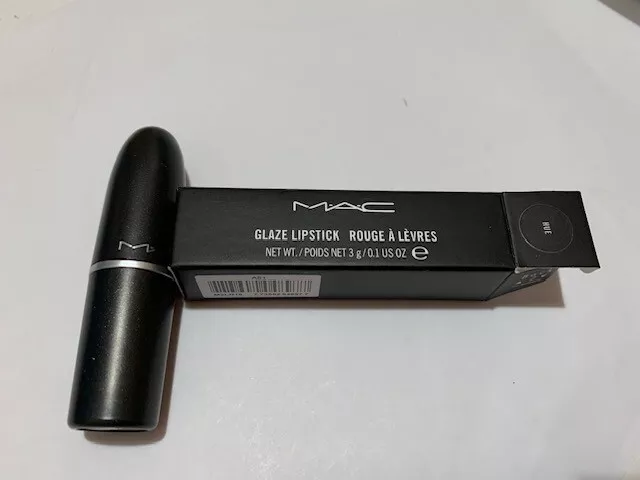 M·A·C
M·A·C
GLAZE LIPSTICK ROUGE À LÈVRES
NET WT. / POIDS NET 3 g / 0.1 US OZ e
HUE